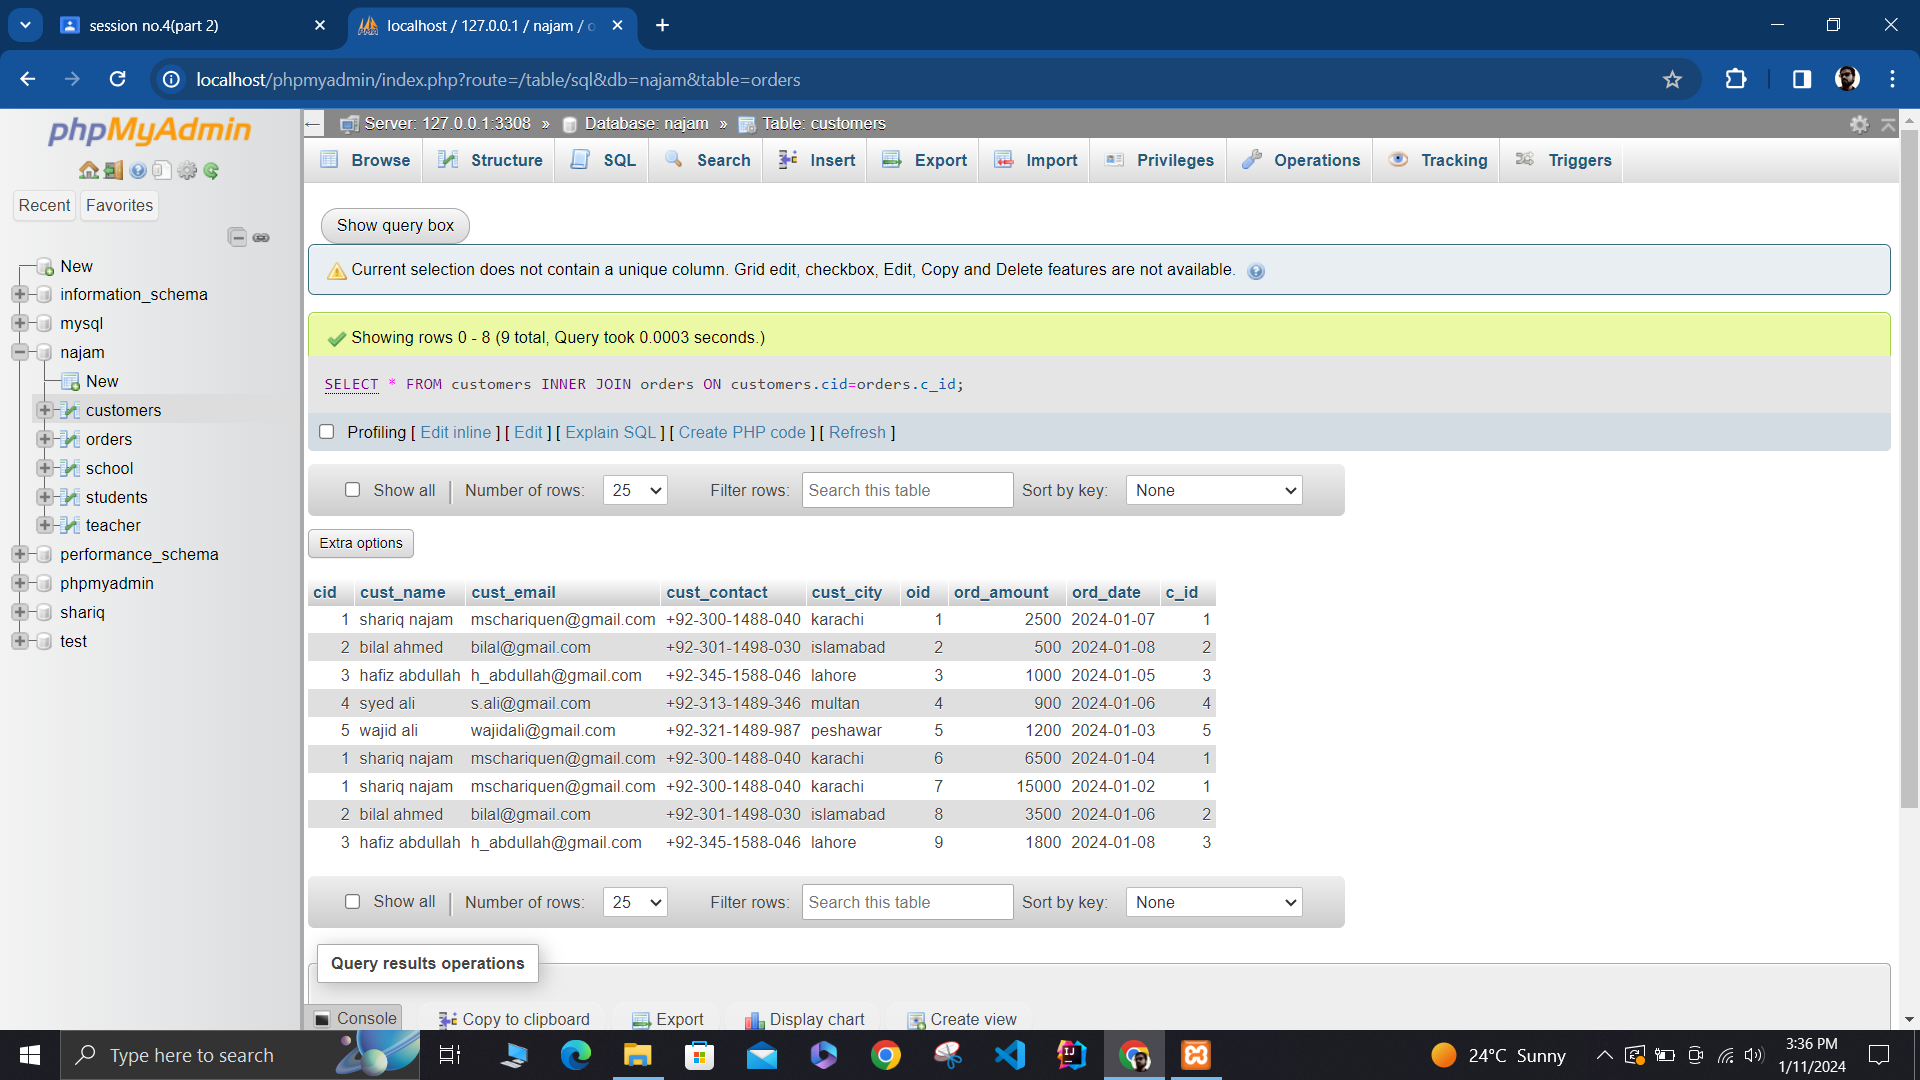 session no.4(part 2)
localhost / 127.0.0.1 / najam / o
localhost/phpmyadmin/index.php?route=/table/sql&db=najam&table=orders
phpMyAdmin
Recent Favorites
New
information_schema
mysql
najam
New
customers
orders
school
students
teacher
performance_schema
phpmyadmin
shariq
test
Server: 127.0.0.1:3308 » Database: najam » Table: customers
Browse Structure SQL Search Insert Export Import Privileges Operations Tracking Triggers
Show query box
Current selection does not contain a unique column. Grid edit, checkbox, Edit, Copy and Delete features are not available.
Showing rows 0 - 8 (9 total, Query took 0.0003 seconds.)
SELECT * FROM customers INNER JOIN orders ON customers.cid=orders.c_id;
Profiling [ Edit inline ] [ Edit ] [ Explain SQL ] [ Create PHP code ] [ Refresh ]
Show all Number of rows: 25 Filter rows: Search this table Sort by key: None
Extra options
cid cust_name cust_email cust_contact cust_city oid ord_amount ord_date c_id
1 shariq najam mschariquen@gmail.com +92-300-1488-040 karachi 1 2500 2024-01-07 1
2 bilal ahmed bilal@gmail.com +92-301-1498-030 islamabad 2 500 2024-01-08 2
3 hafiz abdullah h_abdullah@gmail.com +92-345-1588-046 lahore 3 1000 2024-01-05 3
4 syed ali s.ali@gmail.com +92-313-1489-346 multan 4 900 2024-01-06 4
5 wajid ali wajidali@gmail.com +92-321-1489-987 peshawar 5 1200 2024-01-03 5
1 shariq najam mschariquen@gmail.com +92-300-1488-040 karachi 6 6500 2024-01-04 1
1 shariq najam mschariquen@gmail.com +92-300-1488-040 karachi 7 15000 2024-01-02 1
2 bilal ahmed bilal@gmail.com +92-301-1498-030 islamabad 8 3500 2024-01-06 2
3 hafiz abdullah h_abdullah@gmail.com +92-345-1588-046 lahore 9 1800 2024-01-08 3
Show all Number of rows: 25 Filter rows: Search this table Sort by key: None
Query results operations
Console Copy to clipboard Export Display chart Create view
Type here to search
24°C Sunny
3:36 PM
1/11/2024